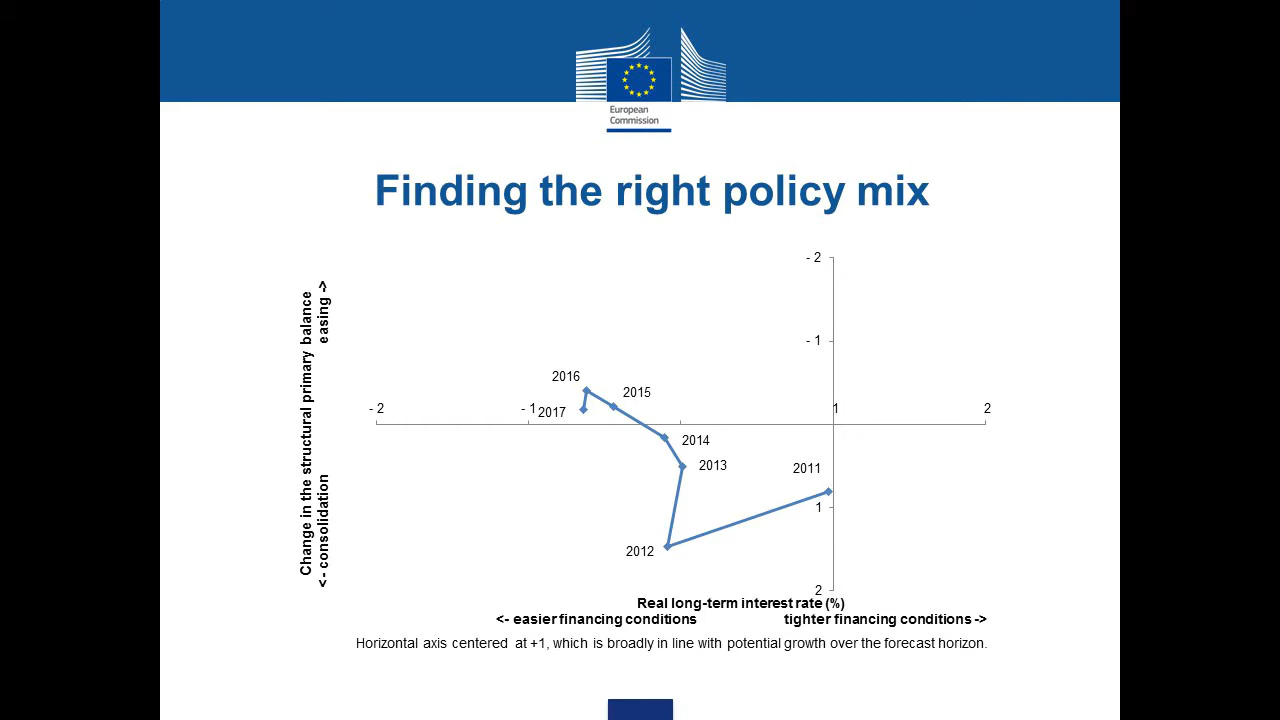 European
Commission
Finding the right policy mix
Change in the structural primary balance
<- consolidation easing ->
- 2
- 1
2016
2015
- 2
- 1
2017
1
2
2014
2013
2011
1
2012
2
Real long-term interest rate (%)
<- easier financing conditions tighter financing conditions ->
Horizontal axis centered at +1, which is broadly in line with potential growth over the forecast horizon.